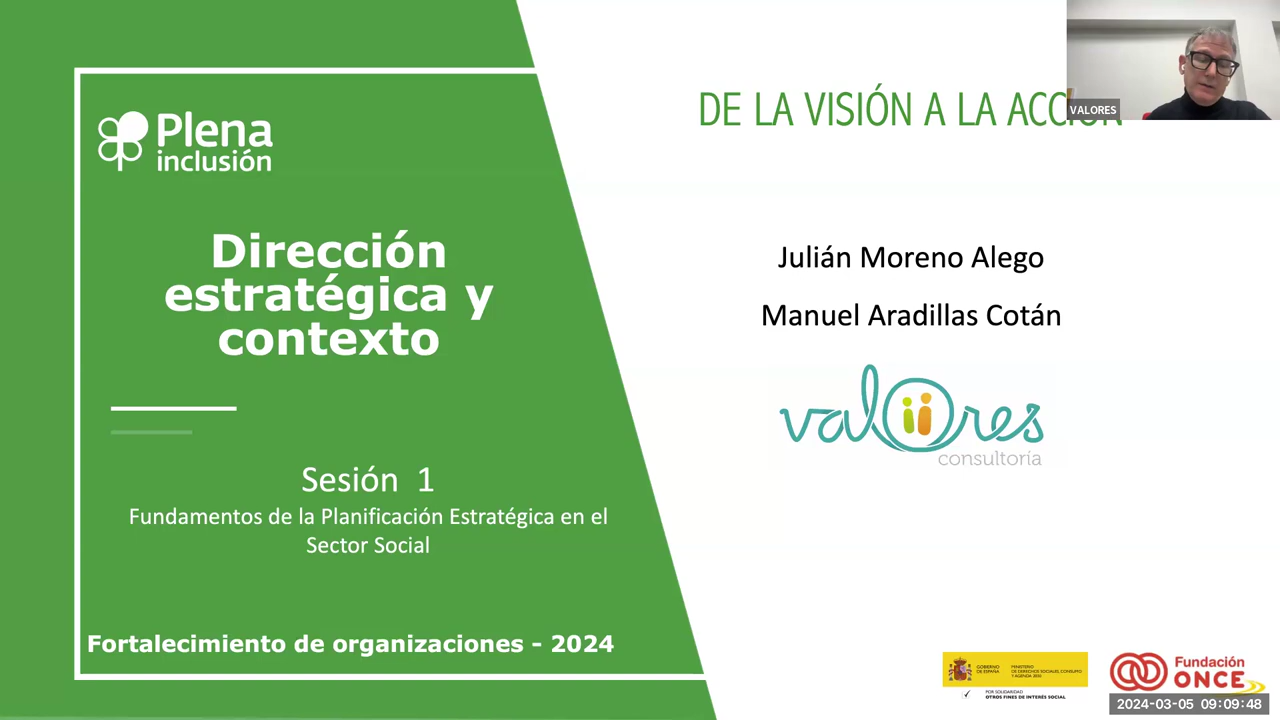 Plena
inclusión
Dirección
estratégica y
contexto
Sesión 1
Fundamentos de la Planificación Estratégica en el
Sector Social
Fortalecimiento de organizaciones - 2024
DE LA VISIÓN A LA ACCIÓN
VALORES
Julián Moreno Alego
Manuel Aradillas Cotán
valores
consultoría
GOBIERNO
DE ESPAÑA
MINISTERIO
DE DERECHOS SOCIALES, CONSUMO
Y AGENDA 2030
POR SOLIDARIDAD
OTROS FINES DE INTERÉS SOCIAL
Fundación
ONCE
2024-03-05 09:09:48